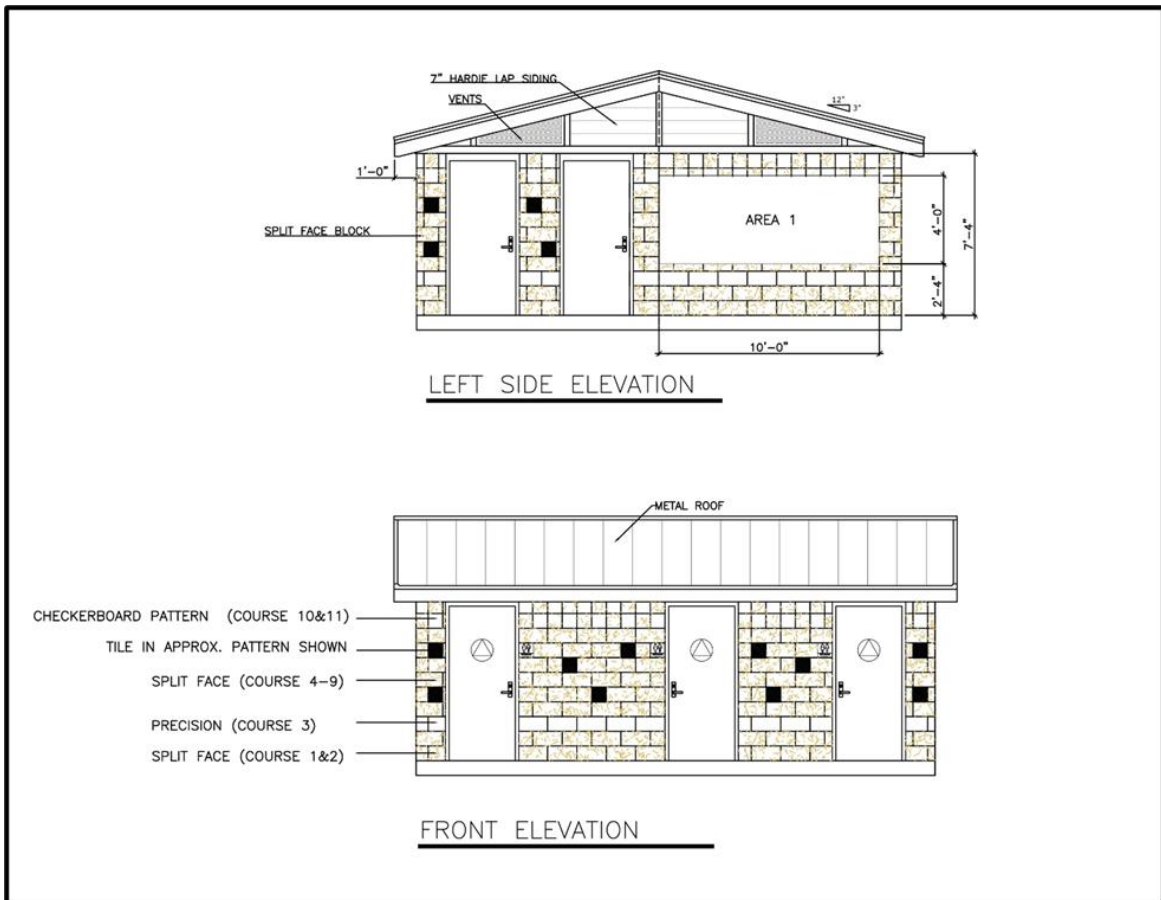 7" HARDIE LAP SIDING
VENTS
12"
3"
1'-0"
SPLIT FACE BLOCK
AREA 1
4'-0"
7'-4"
2'-4"
10'-0"
LEFT SIDE ELEVATION
METAL ROOF
CHECKERBOARD PATTERN (COURSE 10&11)
TILE IN APPROX. PATTERN SHOWN
SPLIT FACE (COURSE 4-9)
PRECISION (COURSE 3)
SPLIT FACE (COURSE 1&2)
FRONT ELEVATION